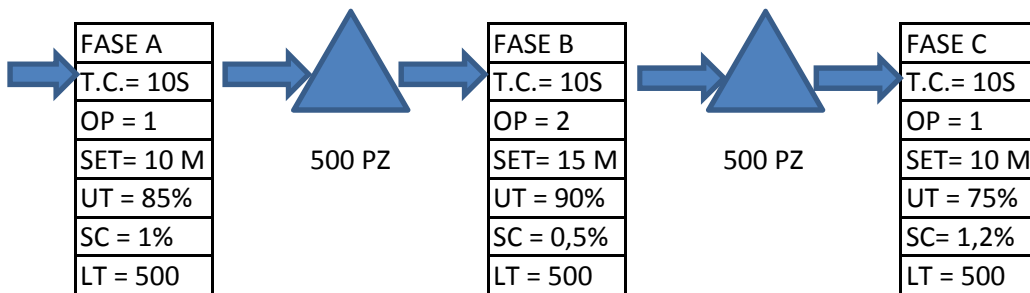 FASE A
T.C.= 10S
OP = 1
SET= 10 M
UT = 85%
SC = 1%
LT = 500
500 PZ
FASE B
T.C.= 10S
OP = 2
SET= 15 M
UT = 90%
SC = 0,5%
LT = 500
500 PZ
FASE C
T.C.= 10S
OP = 1
SET= 10 M
UT = 75%
SC= 1,2%
LT = 500